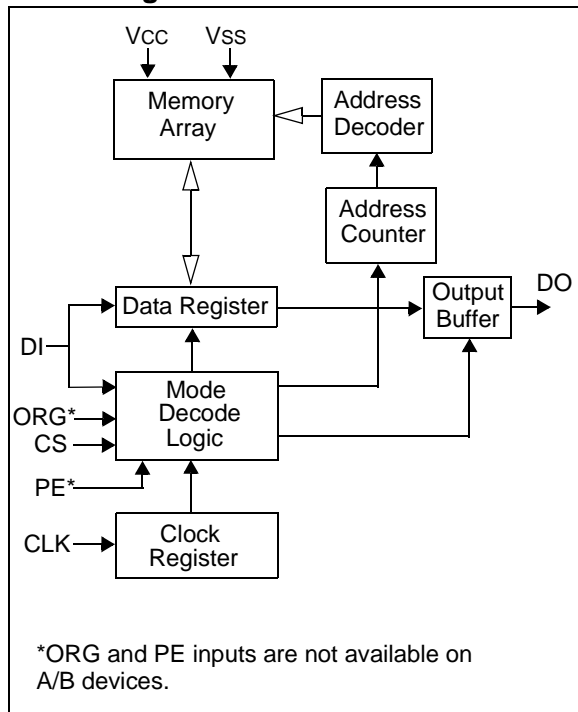 VCC VSS
Memory
Array
Address
Decoder
Address
Counter
Data Register
Output
Buffer
DO
DI
Mode
Decode
Logic
ORG*
CS
PE*
CLK
Clock
Register
*ORG and PE inputs are not available on
A/B devices.